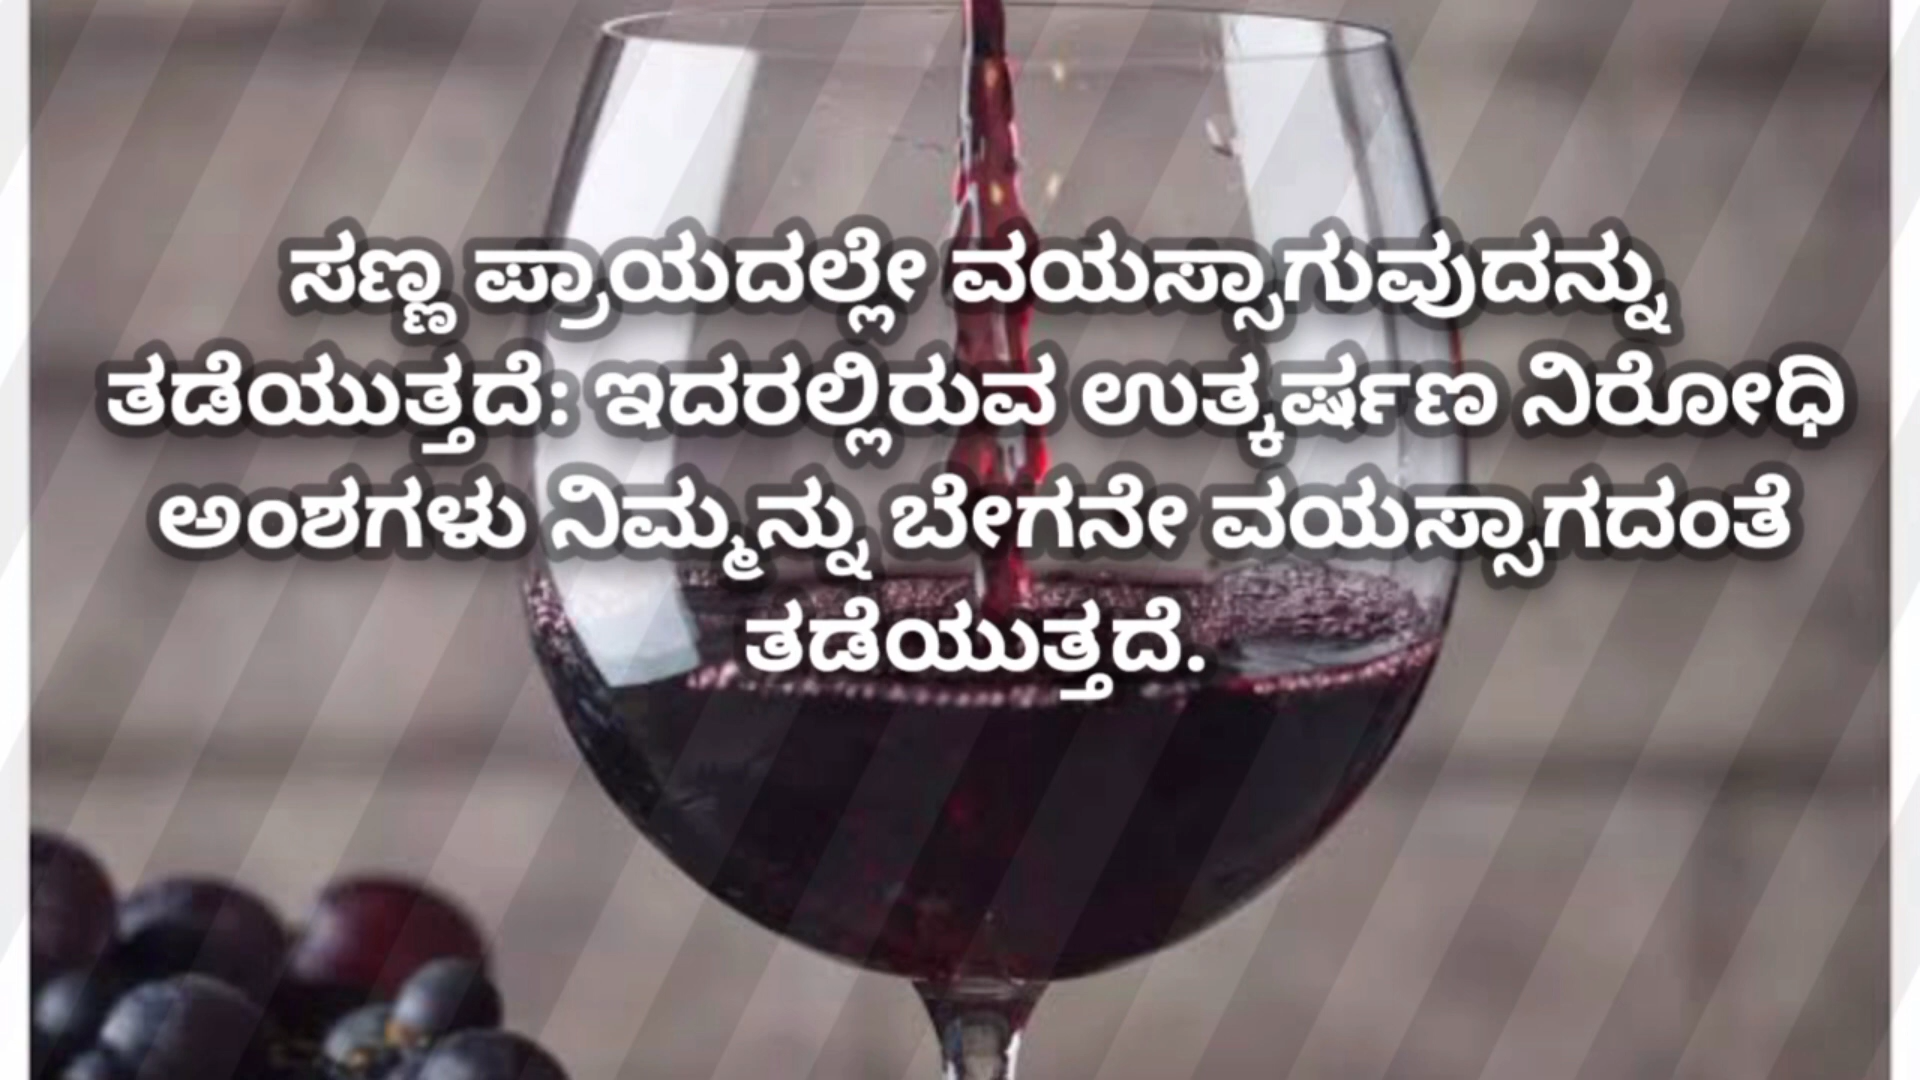 ಸಣ್ಣ ಪ್ರಾಯದಲ್ಲೇ ವಯಸ್ಸಾಗುವುದನ್ನು
ತಡೆಯುತ್ತದೆ: ಇದರಲ್ಲಿರುವ ಉತ್ಕರ್ಷಣ ನಿರೋಧಿ
ಅಂಶಗಳು ನಿಮ್ಮನ್ನು ಬೇಗನೇ ವಯಸ್ಸಾಗದಂತೆ
ತಡೆಯುತ್ತದೆ.